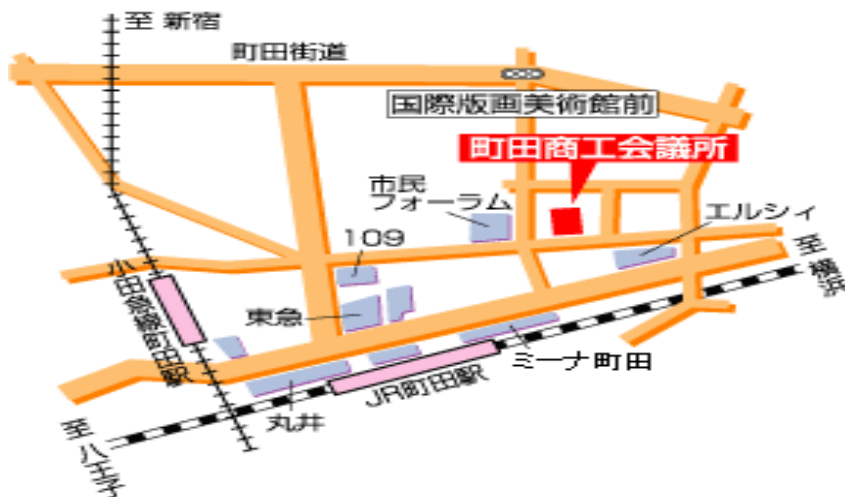 至 新宿
町田街道
国際版画美術館前
町田商工会議所
市民
フォーラム
エルシィ
109
至 横浜
小田急線町田駅
東急
ミーナ町田
JR町田駅
丸井
至 八王子